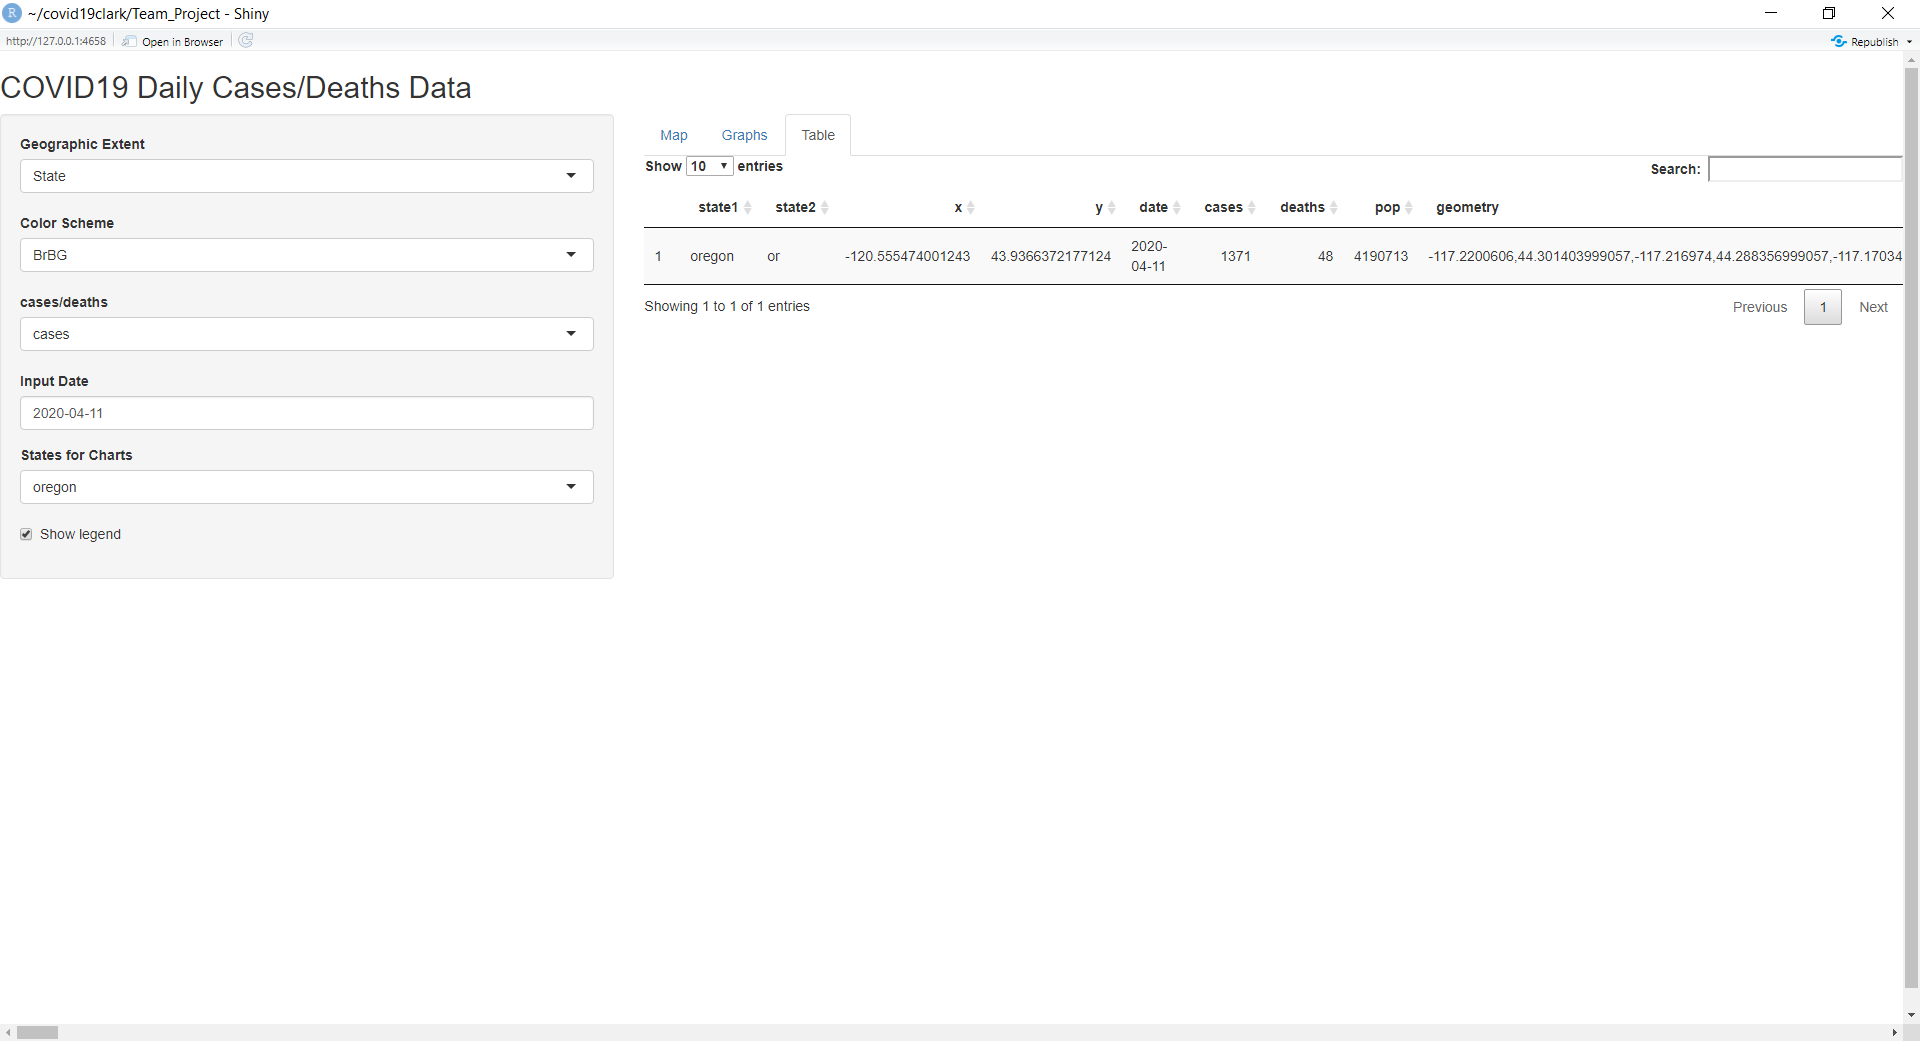 R ~/covid19clark/Team_Project - Shiny
http://127.0.0.1:4658 Open in Browser Republish
COVID19 Daily Cases/Deaths Data
Geographic Extent
State
Color Scheme
BrBG
cases/deaths
cases
Input Date
2020-04-11
States for Charts
oregon
Show legend
Map Graphs Table
Show 10 entries Search:
state1 state2 x y date cases deaths pop geometry
1 oregon or -120.555474001243 43.9366372177124 2020-04-11 1371 48 4190713 -117.2200606,44.301403999057,-117.216974,44.288356999057,-117.17034
Showing 1 to 1 of 1 entries Previous 1 Next